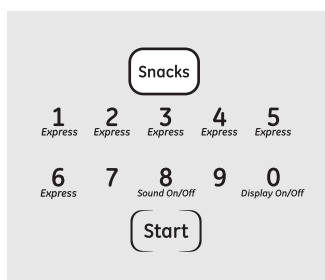 Snacks
1 2 3 4 5
Express Express Express Express Express
6 7 8 9 0
Express Sound On/Off Display On/Off
Start